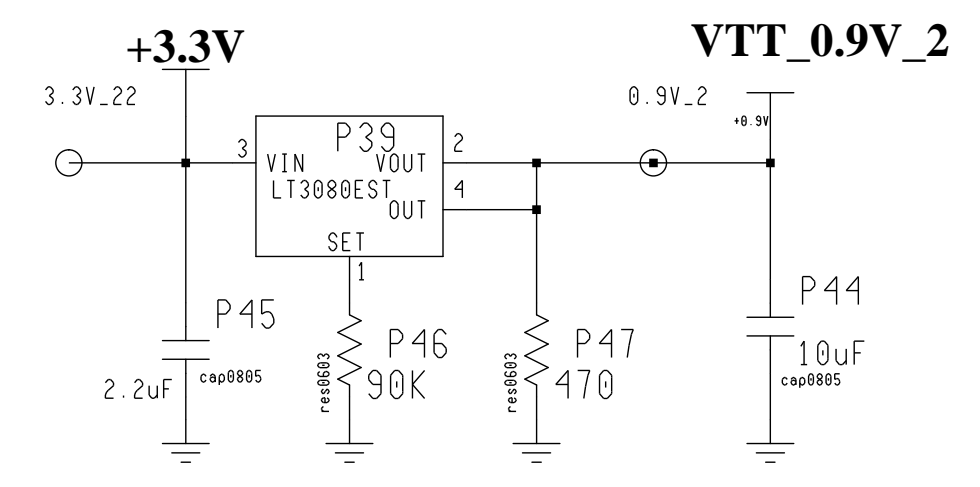 +3.3V
VTT_0.9V_2
3.3V_22
0.9V_2
+0.9V
P39
3
VIN
VOUT
2
LT3080EST
4
OUT
SET
1
P45
P46
P47
P44
2.2uF
cap0805
res0603
90K
res0603
470
10uF
cap0805